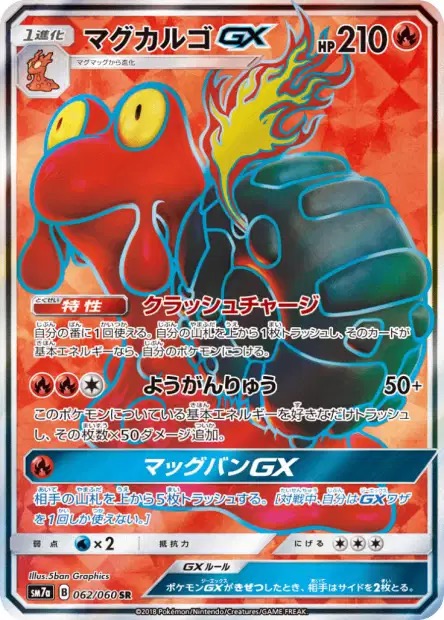 1進化 マグカルゴGX HP210
マグマッグから進化
とくせい
特性 クラッシュチャージ
自分の番に1回使える。自分の山札を上から1枚トラッシュし、そのカードが
基本エネルギーなら、自分のポケモンにつける。
ようがんりゅう 50+
このポケモンについている基本エネルギーを好きなだけトラッシュ
し、その枚数×50ダメージ追加。
マッグバンGX
相手の山札を上から5枚トラッシュする。[対戦中、自分はGXワザ
を1回しか使えない。]
弱点 ×2 抵抗力 にげる
Illus.5ban Graphics
GXルール
SM7a B 062/060 SR
ポケモンGXがきぜつしたとき、相手はサイドを2枚とる。
©2018 Pokémon/Nintendo/Creatures/GAME FREAK.